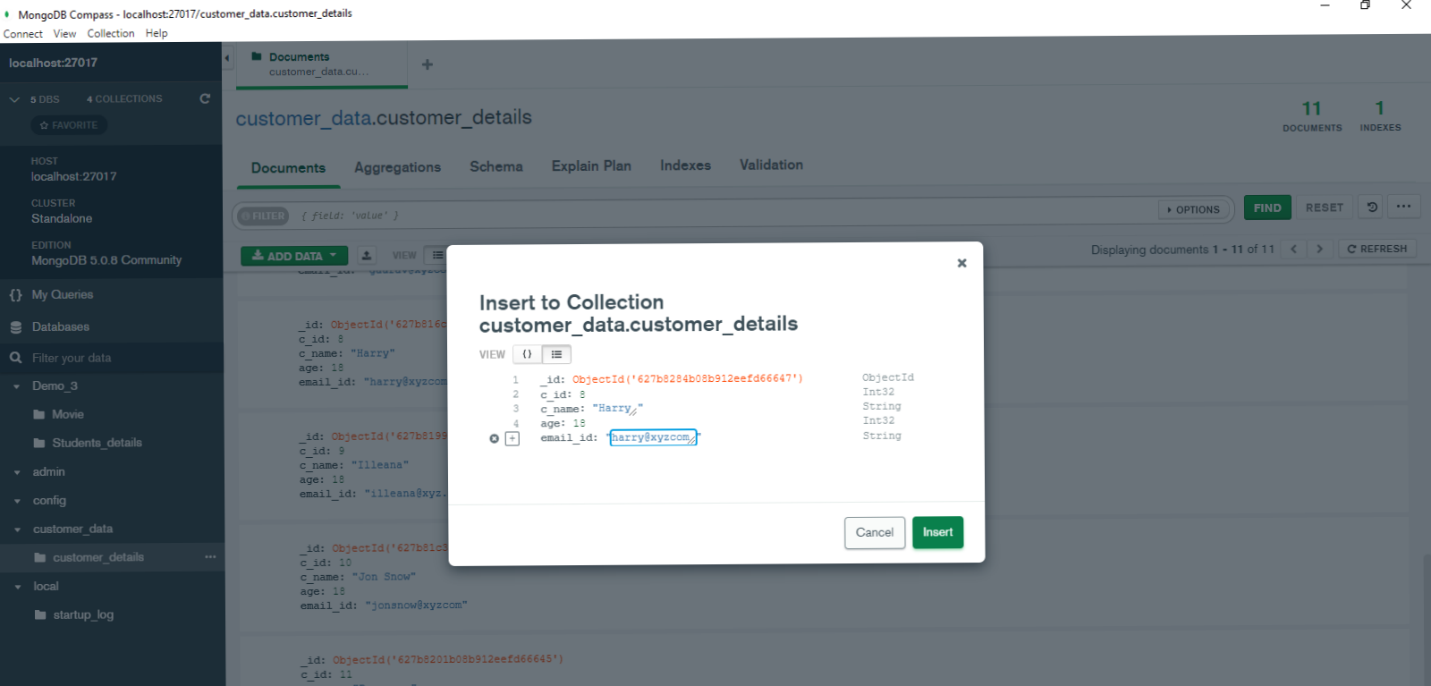 MongoDB Compass - localhost:27017/customer_data.customer_details
Connect View Collection Help
localhost:27017
5 DBS 4 COLLECTIONS
FAVORITE
HOST
localhost:27017
CLUSTER
Standalone
EDITION
MongoDB 5.0.8 Community
{} My Queries
Databases
Filter your data
Demo_3
Movie
Students_details
admin
config
customer_data
customer_details ...
local
startup_log
Documents
customer_data.cu...
+
customer_data.customer_details
11
DOCUMENTS
1
INDEXES
Documents Aggregations Schema Explain Plan Indexes Validation
FILTER { field: 'value' } OPTIONS FIND RESET ...
ADD DATA VIEW Displaying documents 1 - 11 of 11 < > REFRESH
_id: ObjectId('627b816c
c_id: 8
c_name: "Harry"
age: 18
email_id: "harry@xyzcom
_id: ObjectId('627b8199
c_id: 9
c_name: "Illeana"
age: 18
email_id: "illeana@xyz.
_id: ObjectId('627b81c3
c_id: 10
c_name: "Jon Snow"
age: 18
email_id: "jonsnow@xyzcom"
_id: ObjectId('627b8201b08b912eefd66645')
c_id: 11
Insert to Collection
customer_data.customer_details
VIEW {}
1 _id: ObjectId('627b8284b08b912eefd66647') ObjectId
2 c_id: 8 Int32
3 c_name: "Harry" String
4 age: 18 Int32
+ email_id: "harry@xyzcom" String
Cancel Insert